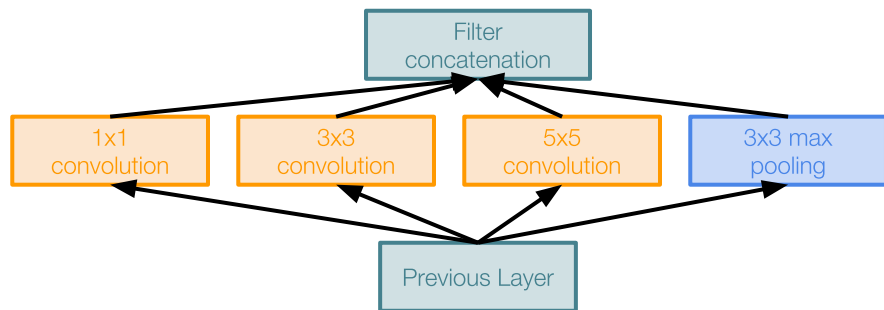 Filter
concatenation
1x1
convolution
3x3
convolution
5x5
convolution
3x3 max
pooling
Previous Layer